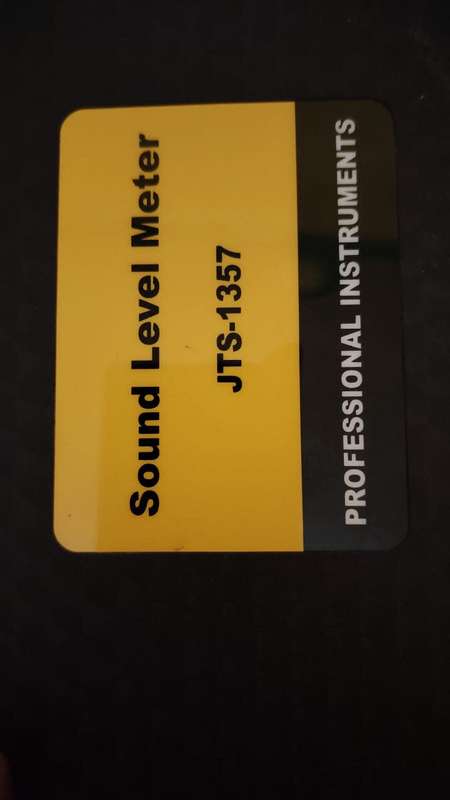 Sound Level Meter
JTS-1357
PROFESSIONAL INSTRUMENTS